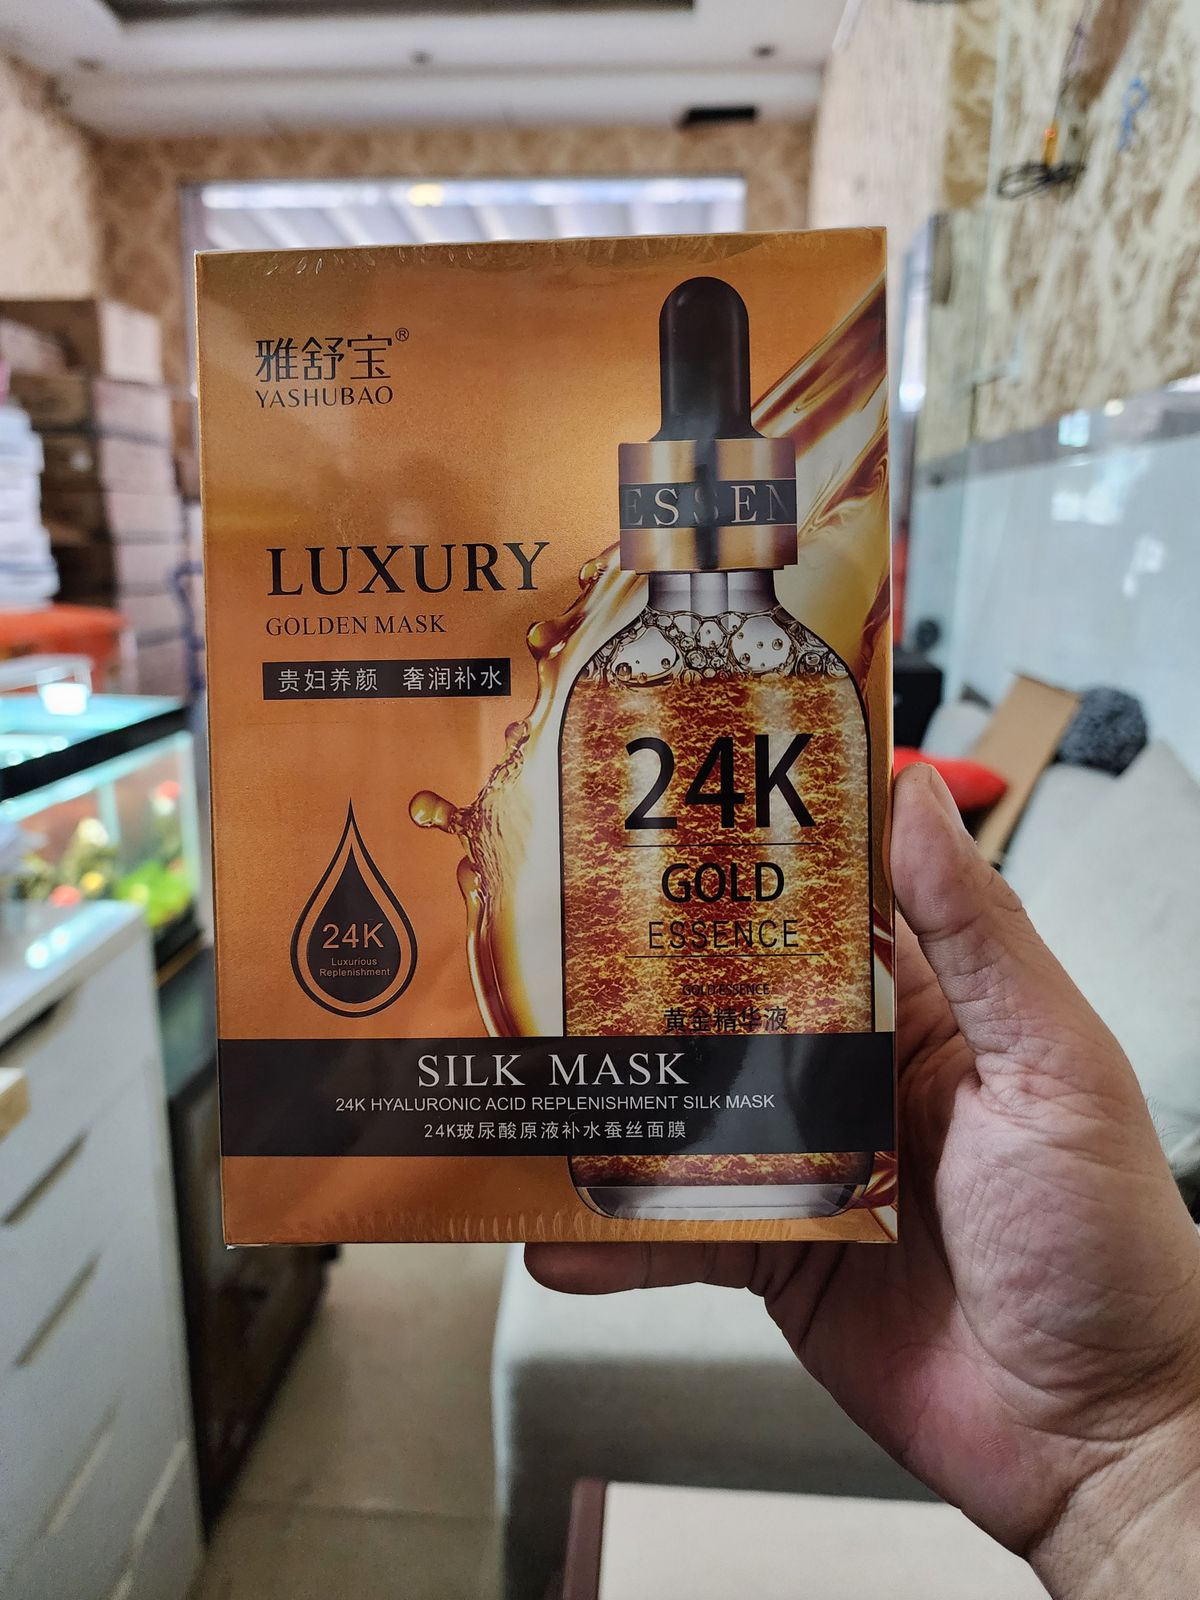 雅舒宝®
YASHUBAO
ESSEN
LUXURY
GOLDEN MASK
贵妇养颜 奢润补水
24K
GOLD
ESSENCE
GOLD ESSENCE
黄金精华液
24K
Luxurious
Replenishment
SILK MASK
24K HYALURONIC ACID REPLENISHMENT SILK MASK
24K玻尿酸原液补水蚕丝面膜